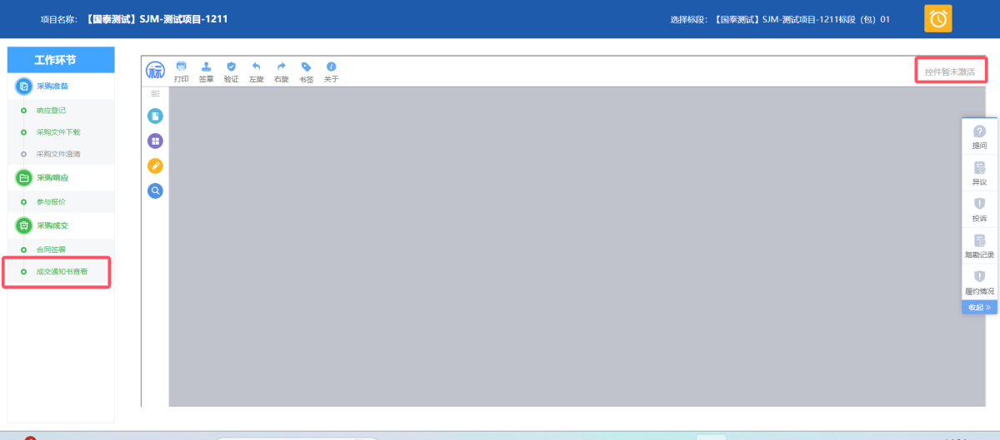 项目名称: 【国泰测试】SJM-测试项目-1211
选择标段: 【国泰测试】SJM-测试项目-1211标段（包）01
工作环节
采购准备
响应登记
采购文件下载
采购文件澄清
采购响应
参与报价
采购成交
合同签署
成交通知书查看
标
打印 签章 验证 左旋 右旋 书签 关于
控件暂未激活
提问
异议
投诉
踏勘记录
履约情况
收起 »